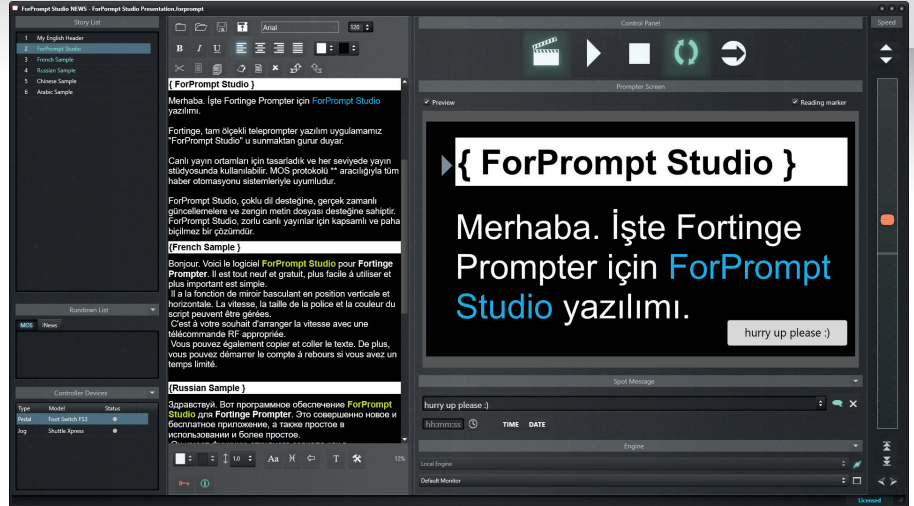 ForPrompt Studio NEWS - ForPormpt Studio Presentation.forprompt
Story List
1 My English Header
2 ForPrompt Studio
3 French Sample
4 Russian Sample
5 Chinese Sample
6 Arabic Sample
Rundown List
MOS iNews
Controller Devices
Type Model Status
Pedal Foot Switch FS3
Jog Shuttle Xpress
Arial 120
B I U
{ ForPrompt Studio }
Merhaba. İşte Fortinge Prompter için ForPrompt Studio
yazılımı.
Fortinge, tam ölçekli teleprompter yazılım uygulamamız
"ForPrompt Studio" u sunmaktan gurur duyar.
Canlı yayın ortamları için tasarladık ve her seviyede yayın
stüdyosunda kullanılabilir. MOS protokolü ** aracılığıyla tüm
haber otomasyonu sistemleriyle uyumludur.
ForPrompt Studio, çoklu dil desteğine, gerçek zamanlı
güncellemelere ve zengin metin dosyası desteğine sahiptir.
ForPrompt Studio, zorlu canlı yayınlar için kapsamlı ve paha
biçilmez bir çözümdür.
{French Sample }
Bonjour. Voici le logiciel ForPrompt Studio pour Fortinge
Prompter. Il est tout neuf et gratuit, plus facile à utiliser et
plus important est simple.
Il a la fonction de miroir basculant en position verticale et
horizontale. La vitesse, la taille de la police et la couleur du
script peuvent être gérées.
C'est à votre souhait d'arranger la vitesse avec une
télécommande RF appropriée.
Vous pouvez également copier et coller le texte. De plus,
vous pouvez démarrer le compte à rebours si vous avez un
temps limité.
{Russian Sample }
Здравствуй. Вот программное обеспечение ForPrompt
Studio для Fortinge Prompter. Это совершенно новое и
бесплатное приложение, а также простое в
использовании и более простое.
1.0 Aa T 12%
Control Panel
Prompter Screen
Preview Reading marker
{ ForPrompt Studio }
Merhaba. İşte Fortinge
Prompter için ForPrompt
Studio yazılımı.
hurry up please :)
Spot Message
hurry up please :)
hh:mm:ss TIME DATE
Engine
Local Engine
Default Monitor
Speed
Licensed